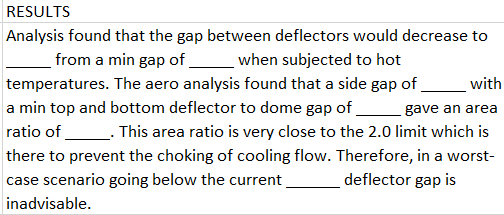 RESULTS
Analysis found that the gap between deflectors would decrease to
_____ from a min gap of _____ when subjected to hot
temperatures. The aero analysis found that a side gap of _____ with
a min top and bottom deflector to dome gap of _____ gave an area
ratio of _____. This area ratio is very close to the 2.0 limit which is
there to prevent the choking of cooling flow. Therefore, in a worst-
case scenario going below the current ______ deflector gap is
inadvisable.